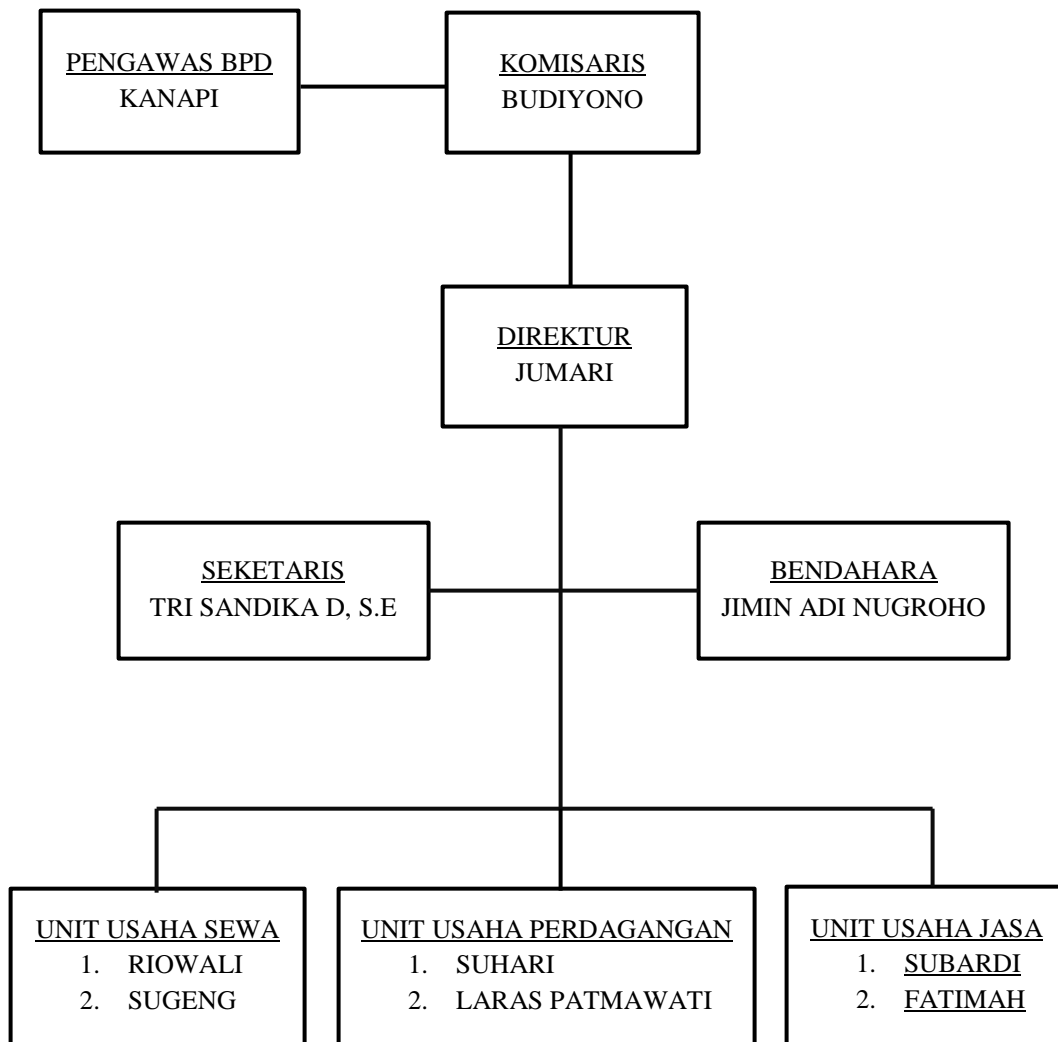 PENGAWAS BPD
KANAPI
KOMISARIS
BUDIYONO
DIREKTUR
JUMARI
SEKETARIS
TRI SANDIKA D, S.E
BENDAHARA
JIMIN ADI NUGROHO
UNIT USAHA SEWA
1. RIOWALI
2. SUGENG
UNIT USAHA PERDAGANGAN
1. SUHARI
2. LARAS PATMAWATI
UNIT USAHA JASA
1. SUBARDI
2. FATIMAH